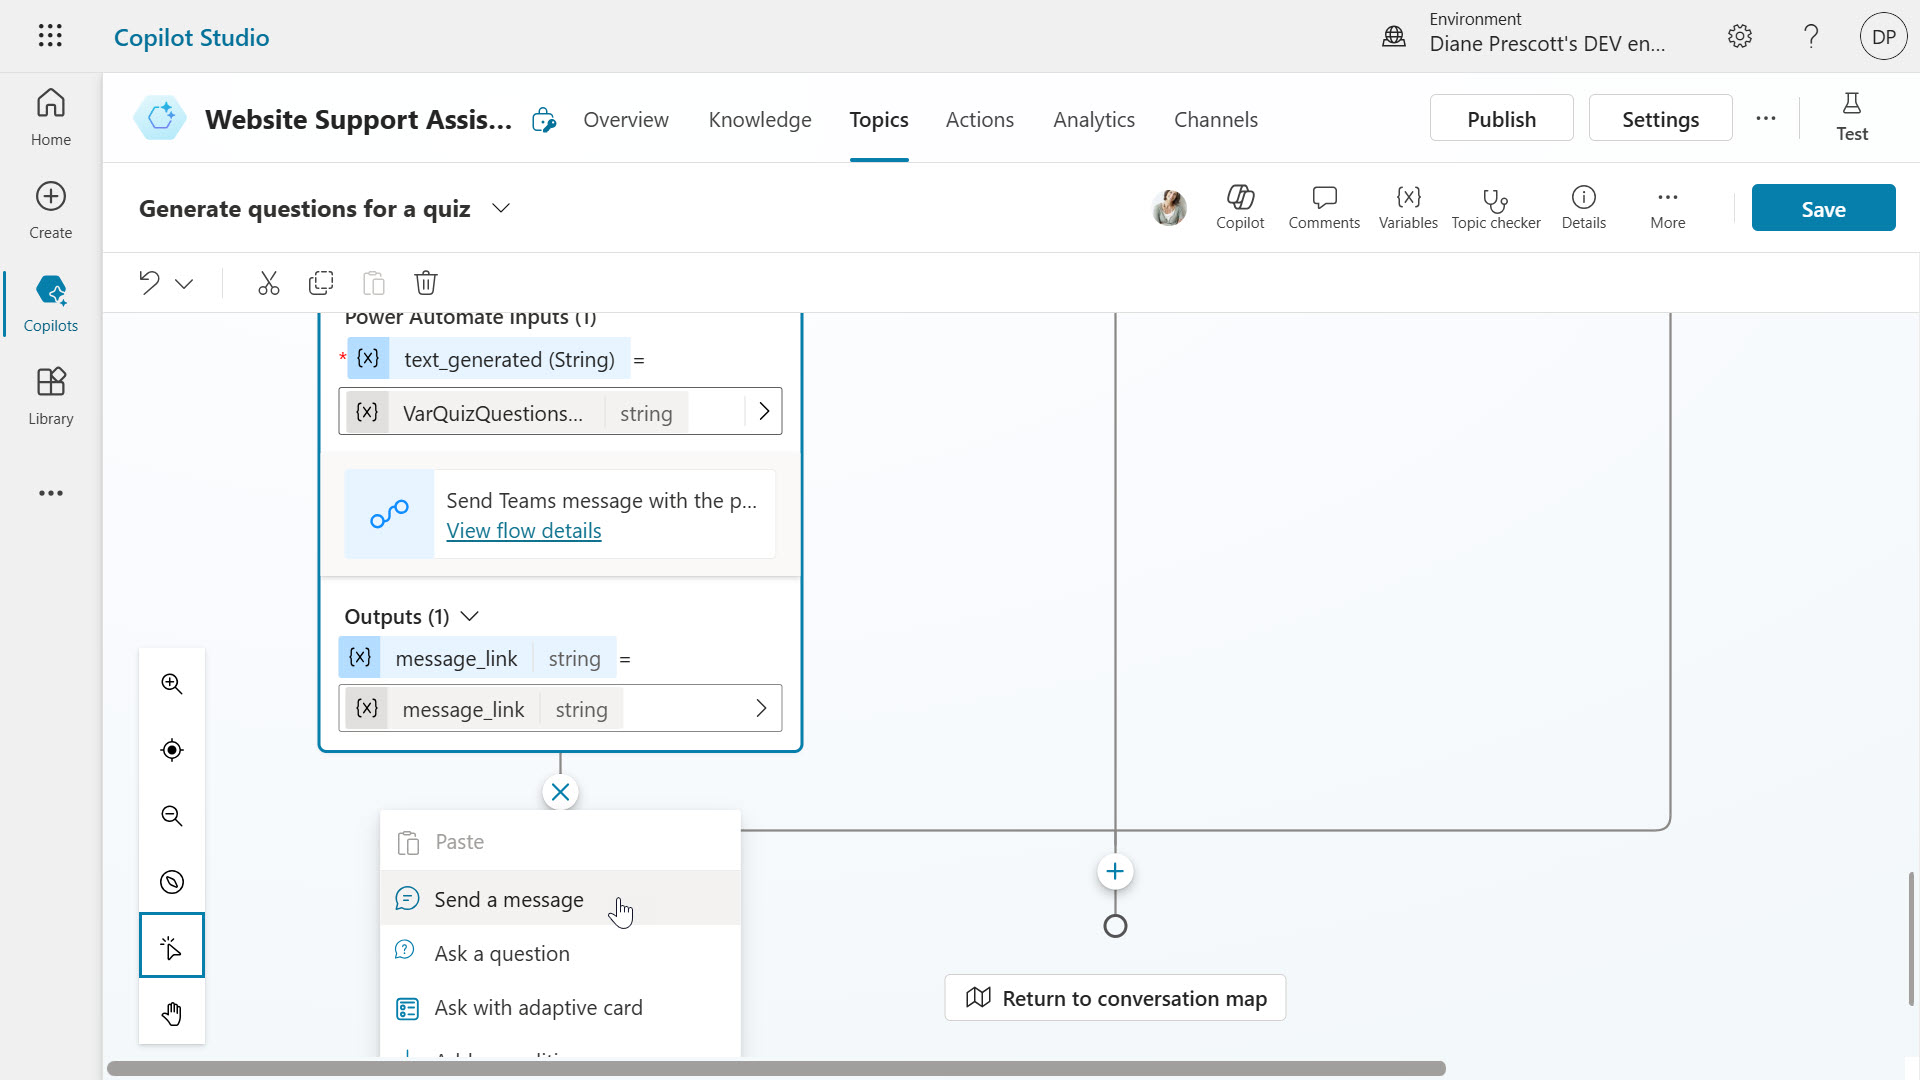 Copilot Studio
Environment
Diane Prescott's DEV en...
DP
Home
Create
Copilots
Library
Website Support Assis...
Overview
Knowledge
Topics
Actions
Analytics
Channels
Publish
Settings
Test
Generate questions for a quiz
Copilot
Comments
{x}
Variables
Topic checker
Details
More
Save
Power Automate Inputs (1)
* {x} text_generated (String) =
{x} VarQuizQuestions... string
Send Teams message with the p...
View flow details
Outputs (1)
{x} message_link string =
{x} message_link string
Paste
Send a message
Ask a question
Ask with adaptive card
Return to conversation map